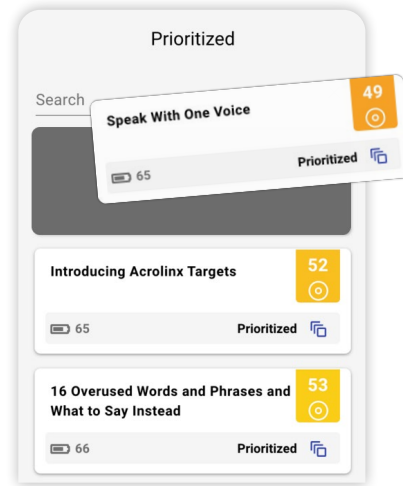 Prioritized
Search
49
Speak With One Voice
65
Prioritized
52
Introducing Acrolinx Targets
65
Prioritized
53
16 Overused Words and Phrases and
What to Say Instead
66
Prioritized